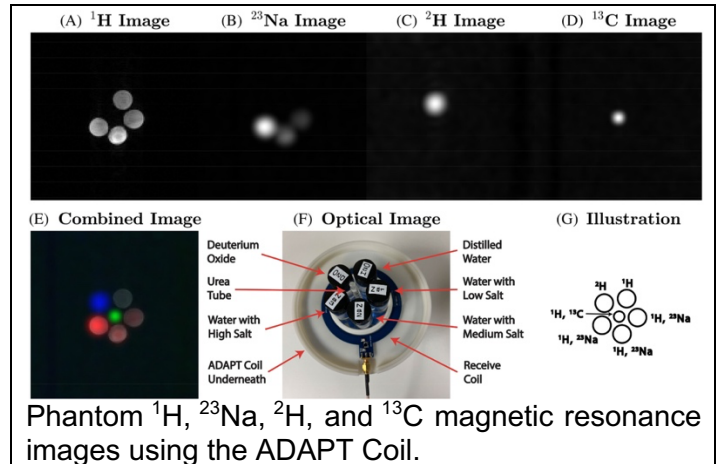 (A) ¹H Image
(B) ²³Na Image
(C) ²H Image
(D) ¹³C Image
(E) Combined Image
(F) Optical Image
(G) Illustration
Deuterium
Oxide
Urea
Tube
Water with
High Salt
ADAPT Coil
Underneath
Distilled
Water
Water with
Low Salt
Water with
Medium Salt
Receive
Coil
²H
¹H
¹H, ¹³C
¹H, ²³Na
¹H, ²³Na
¹H, ²³Na
Phantom ¹H, ²³Na, ²H, and ¹³C magnetic resonance
images using the ADAPT Coil.